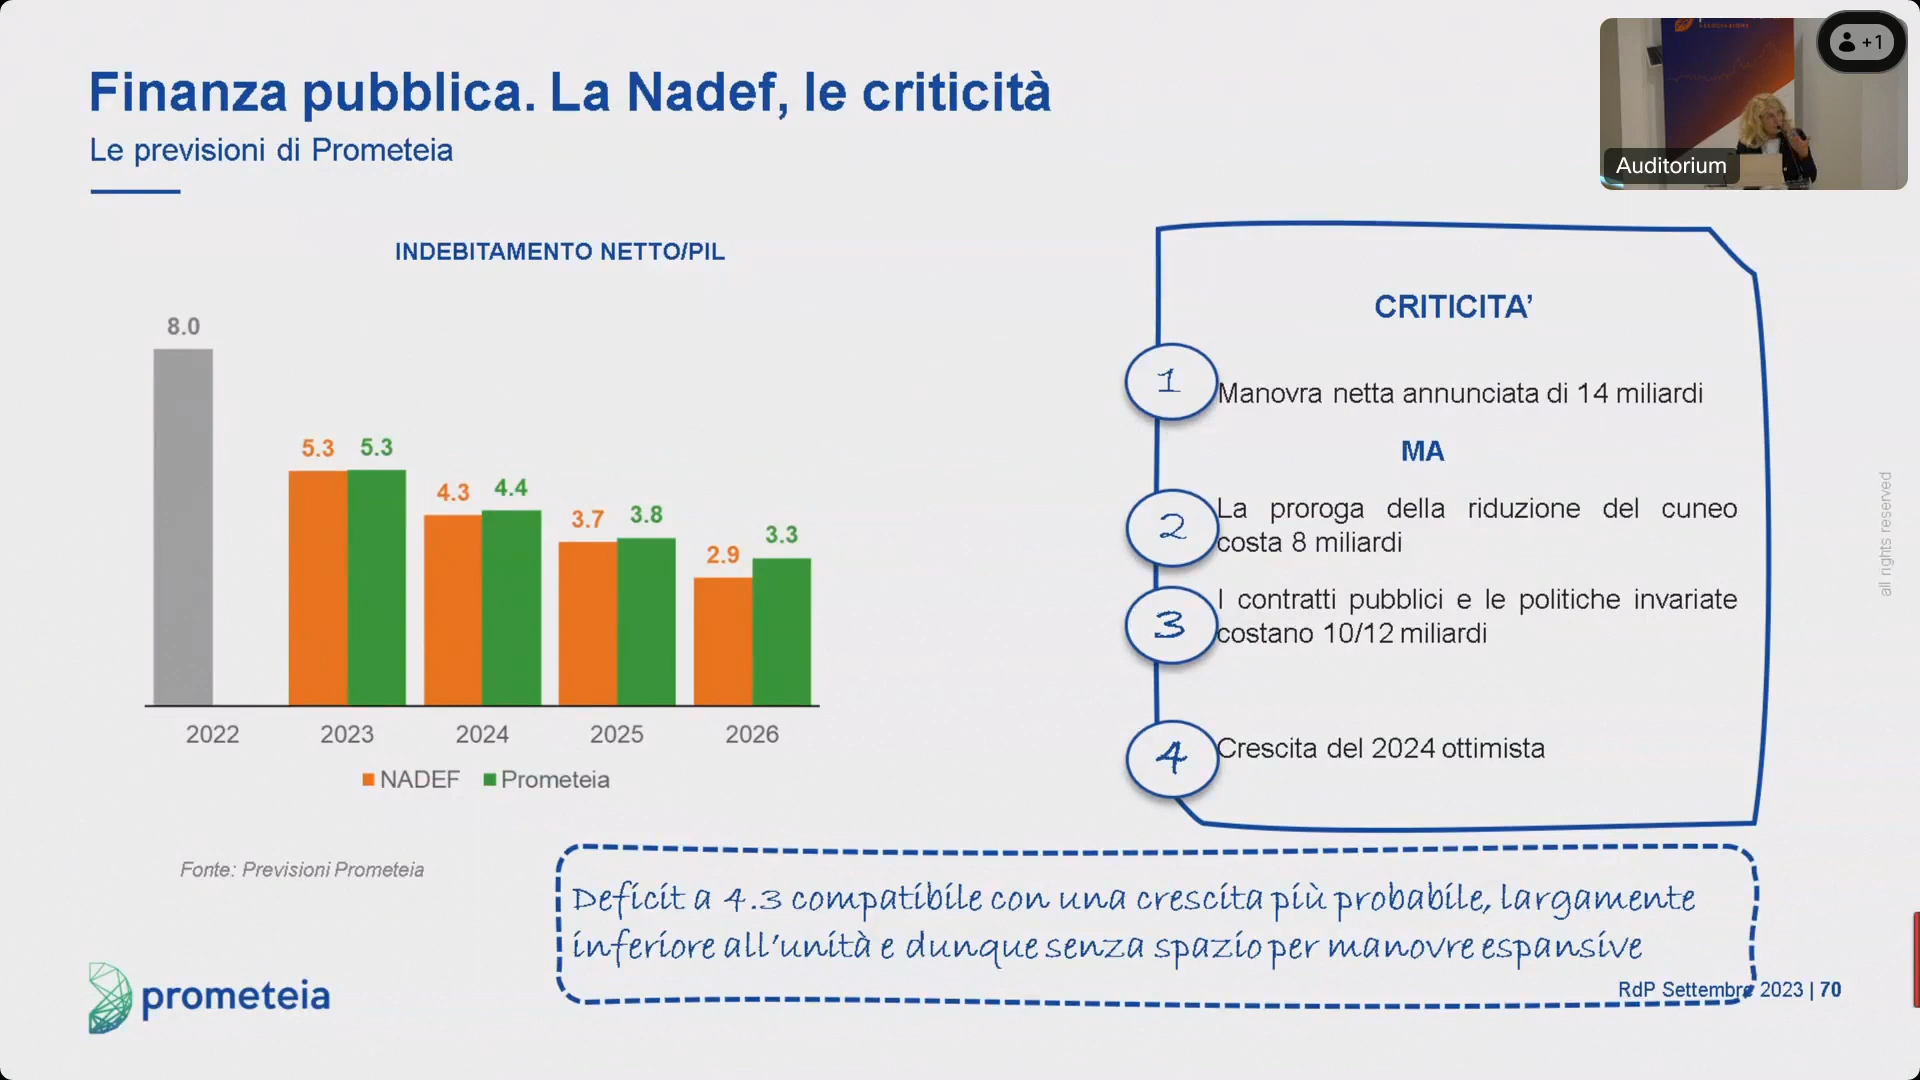 Finanza pubblica. La Nadef, le criticità
Le previsioni di Prometeia
+1
Auditorium
INDEBITAMENTO NETTO/PIL
8.0
5.3 5.3
4.3 4.4
3.7 3.8
2.9 3.3
2022 2023 2024 2025 2026
NADEF Prometeia
Fonte: Previsioni Prometeia
CRITICITA’
1 Manovra netta annunciata di 14 miliardi
MA
2 La proroga della riduzione del cuneo
costa 8 miliardi
3 I contratti pubblici e le politiche invariate
costano 10/12 miliardi
4 Crescita del 2024 ottimista
all rights reserved
Deficit a 4.3 compatibile con una crescita più probabile, largamente
inferiore all’unità e dunque senza spazio per manovre espansive
prometeia
RdP Settembre 2023 | 70